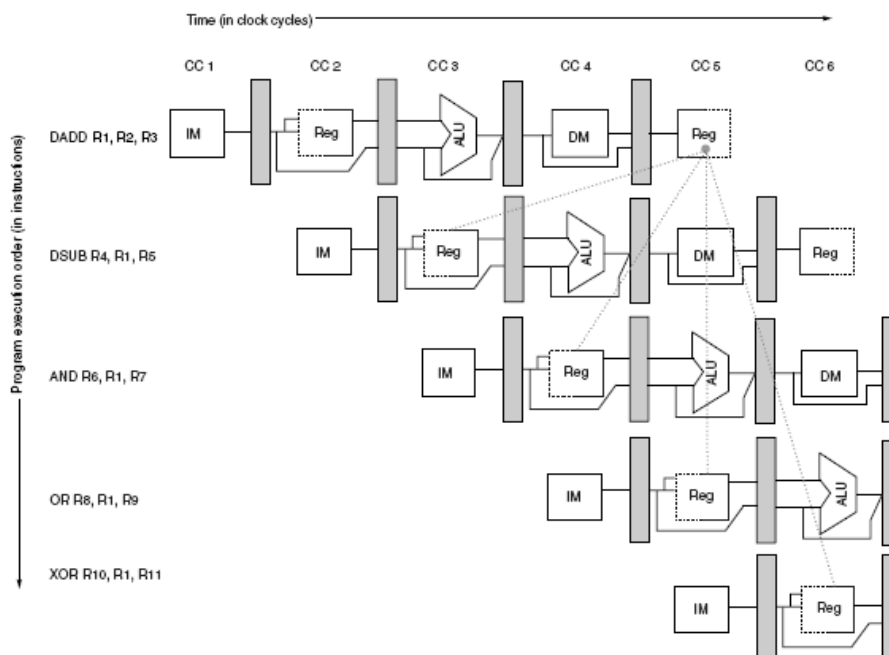 Time (in clock cycles)
CC 1 CC 2 CC 3 CC 4 CC 5 CC 6
Program execution order (in instructions)
DADD R1, R2, R3 IM Reg ALU DM Reg
DSUB R4, R1, R5 IM Reg ALU DM Reg
AND R6, R1, R7 IM Reg ALU DM
OR R8, R1, R9 IM Reg ALU
XOR R10, R1, R11 IM Reg